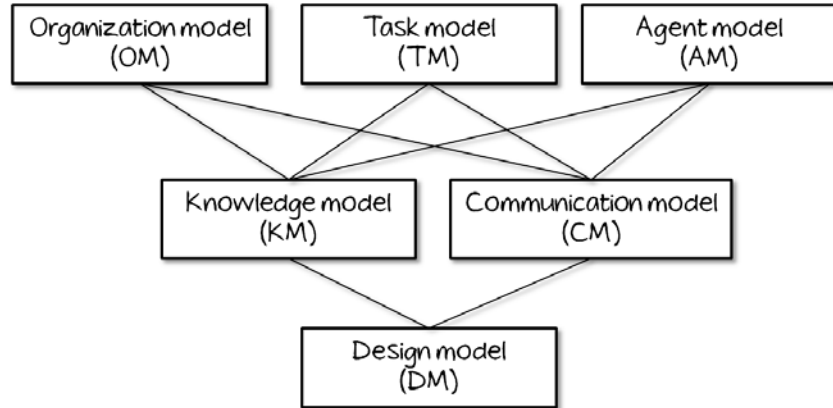 Organization model
(OM)
Task model
(TM)
Agent model
(AM)
Knowledge model
(KM)
Communication model
(CM)
Design model
(DM)